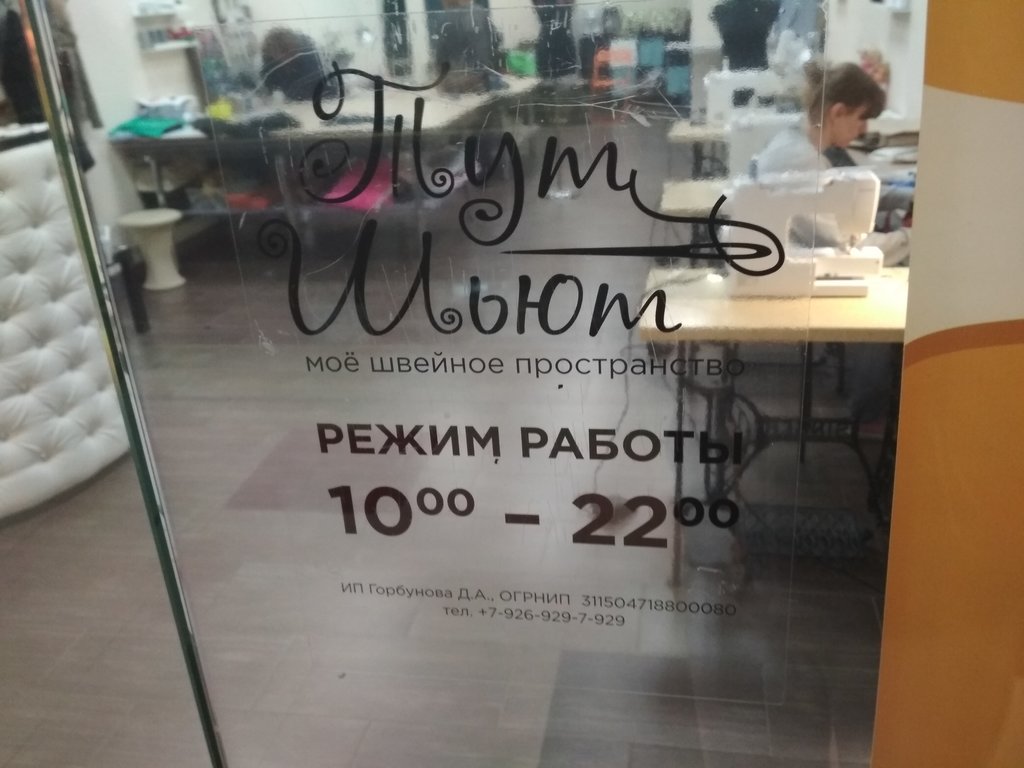 Тут
Шьют
моё швейное пространство
РЕЖИМ РАБОТЫ
10⁰⁰ – 22⁰⁰
ИП Горбунова Д.А., ОГРНИП 311504718800080
тел. +7-926-929-7-929